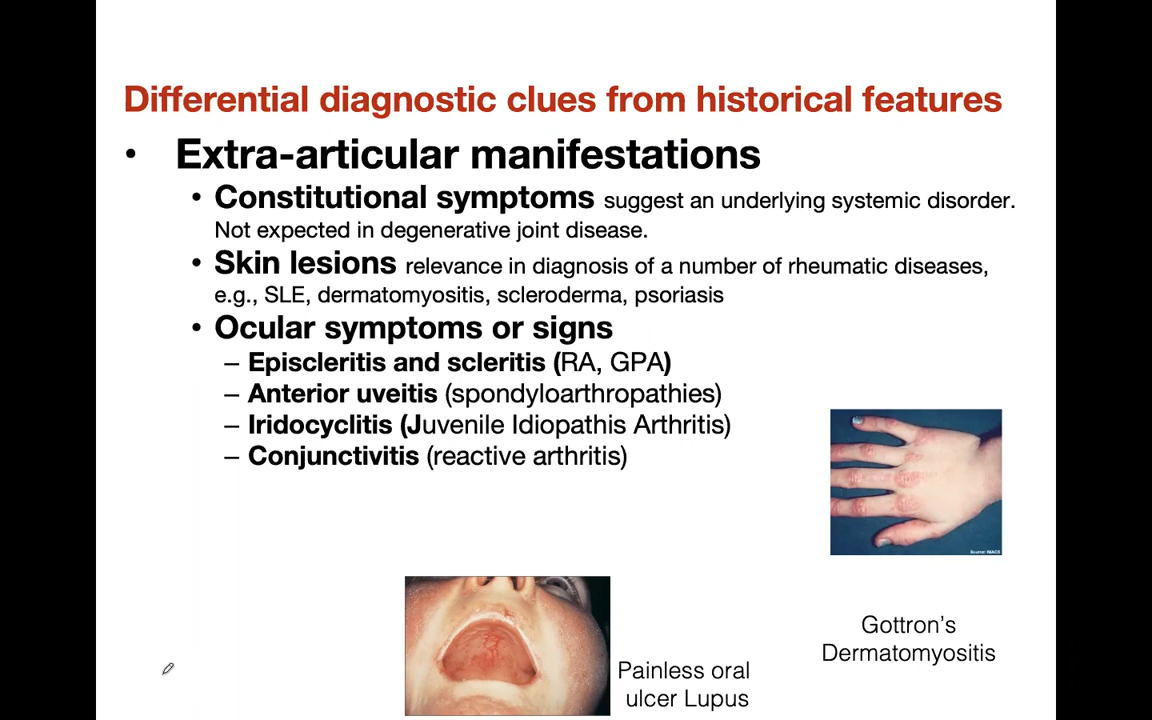 Differential diagnostic clues from historical features
• Extra-articular manifestations
• Constitutional symptoms suggest an underlying systemic disorder.
Not expected in degenerative joint disease.
• Skin lesions relevance in diagnosis of a number of rheumatic diseases,
e.g., SLE, dermatomyositis, scleroderma, psoriasis
• Ocular symptoms or signs
– Episcleritis and scleritis (RA, GPA)
– Anterior uveitis (spondyloarthropathies)
– Iridocyclitis (Juvenile Idiopathis Arthritis)
– Conjunctivitis (reactive arthritis)
Source: IMACS
Gottron’s
Dermatomyositis
Painless oral
ulcer Lupus